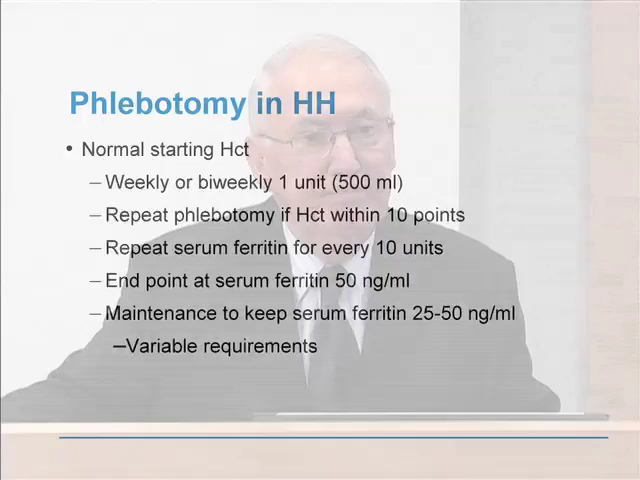 Phlebotomy in HH
• Normal starting Hct
– Weekly or biweekly 1 unit (500 ml)
– Repeat phlebotomy if Hct within 10 points
– Repeat serum ferritin for every 10 units
– End point at serum ferritin 50 ng/ml
– Maintenance to keep serum ferritin 25-50 ng/ml
–Variable requirements